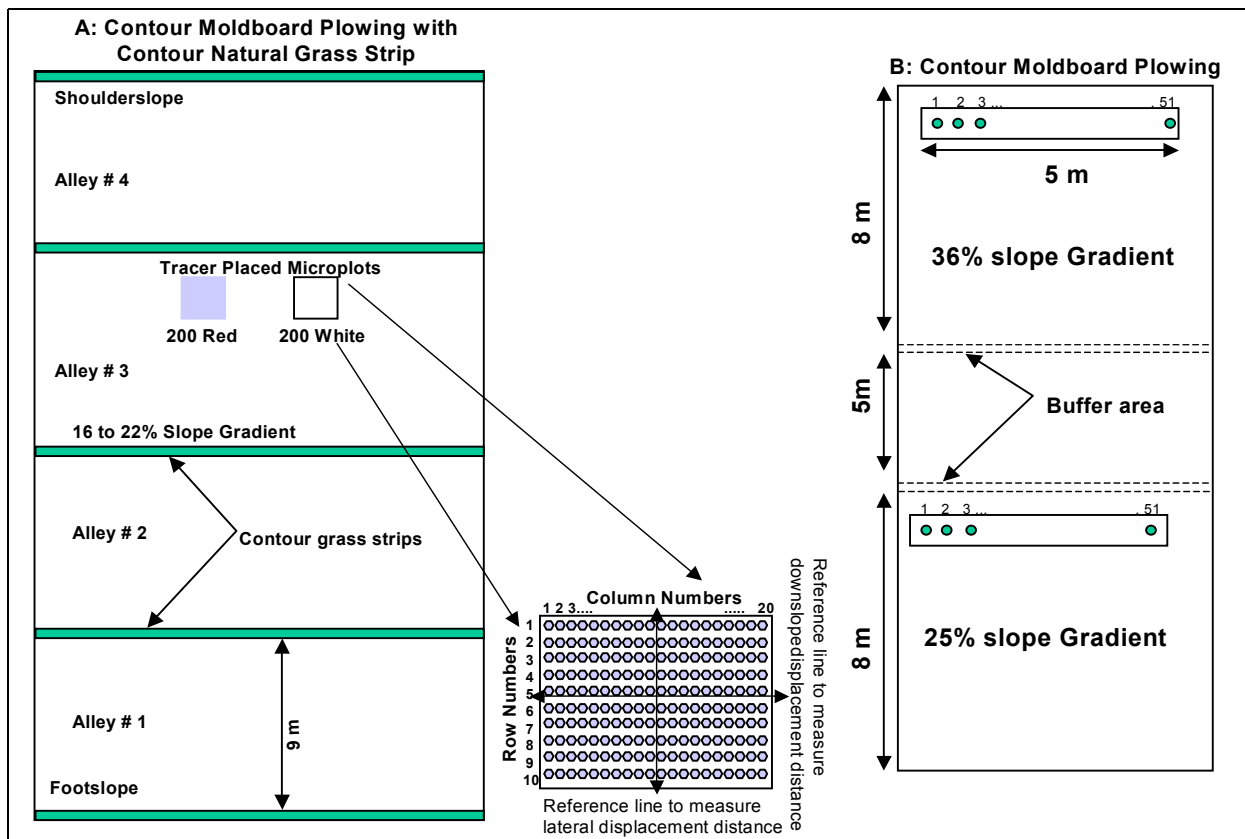 A: Contour Moldboard Plowing with
Contour Natural Grass Strip
Shoulderslope
Alley # 4
Tracer Placed Microplots
200 Red
200 White
Alley # 3
16 to 22% Slope Gradient
Alley # 2
Contour grass strips
Alley # 1
9 m
Footslope
Column Numbers
1 2 3.... ..... 20
Row Numbers
1
2
3
4
5
6
7
8
9
10
Reference line to measure
lateral displacement distance
Reference line to measure
downslopedisplacement distance
B: Contour Moldboard Plowing
1 2 3 ... . 51
5 m
8 m
36% slope Gradient
5m
Buffer area
1 2 3 ... . 51
8 m
25% slope Gradient